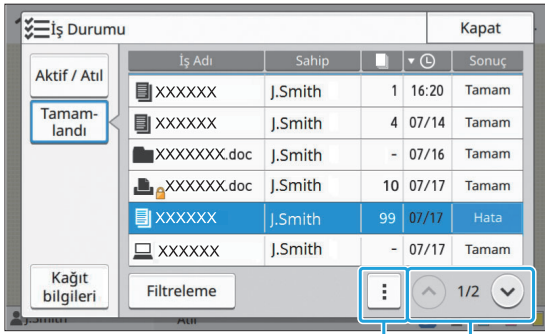 İş Durumu
Kapat
Aktif / Atıl
Tamam-
landı
İş Adı Sahip Sonuç
XXXXXX J.Smith 1 16:20 Tamam
XXXXXX J.Smith 4 07/14 Tamam
XXXXXXX.doc J.Smith - 07/16 Tamam
XXXXXX.doc J.Smith 10 07/17 Tamam
XXXXXX J.Smith 99 07/17 Hata
XXXXXX J.Smith - 07/17 Tamam
Kağıt
bilgileri
Filtreleme
1/2
J.Smith Atıl